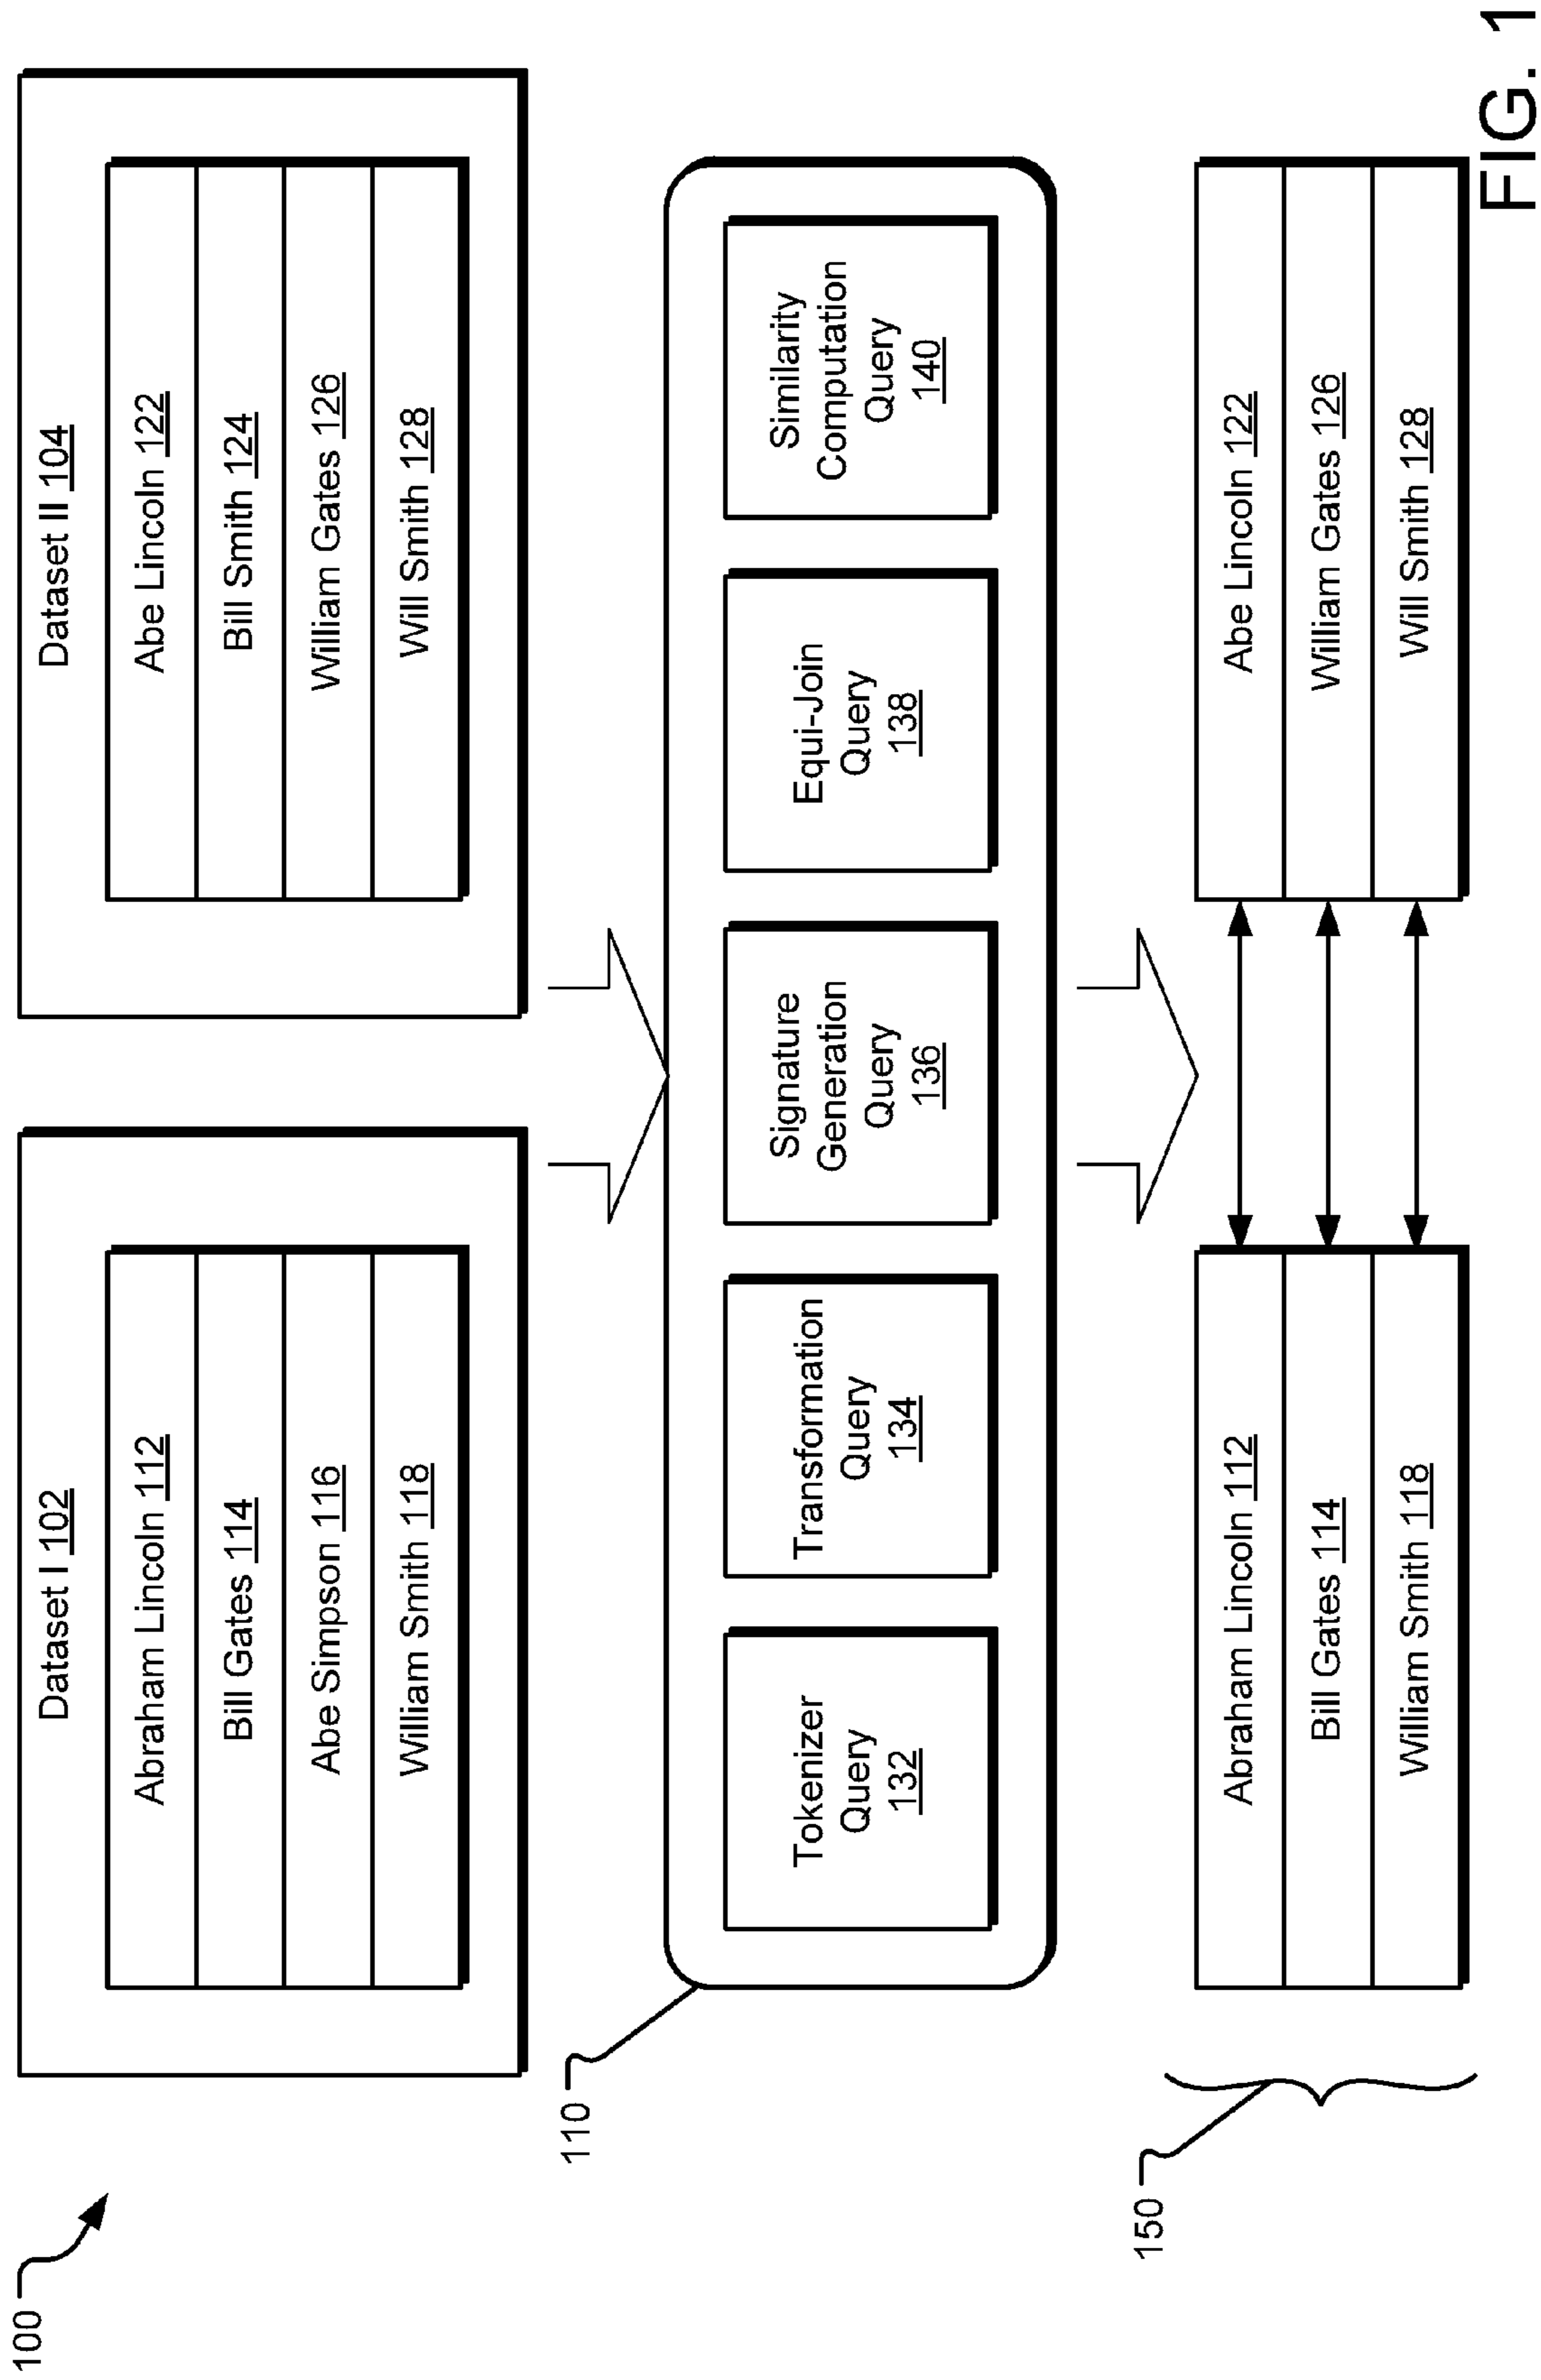 100
Dataset I 102
Abraham Lincoln 112
Bill Gates 114
Abe Simpson 116
William Smith 118
Dataset II 104
Abe Lincoln 122
Bill Smith 124
William Gates 126
Will Smith 128
110
Tokenizer
Query
132
Transformation
Query
134
Signature
Generation
Query
136
Equi-Join
Query
138
Similarity
Computation
Query
140
150
Abraham Lincoln 112
Bill Gates 114
William Smith 118
Abe Lincoln 122
William Gates 126
Will Smith 128
FIG. 1